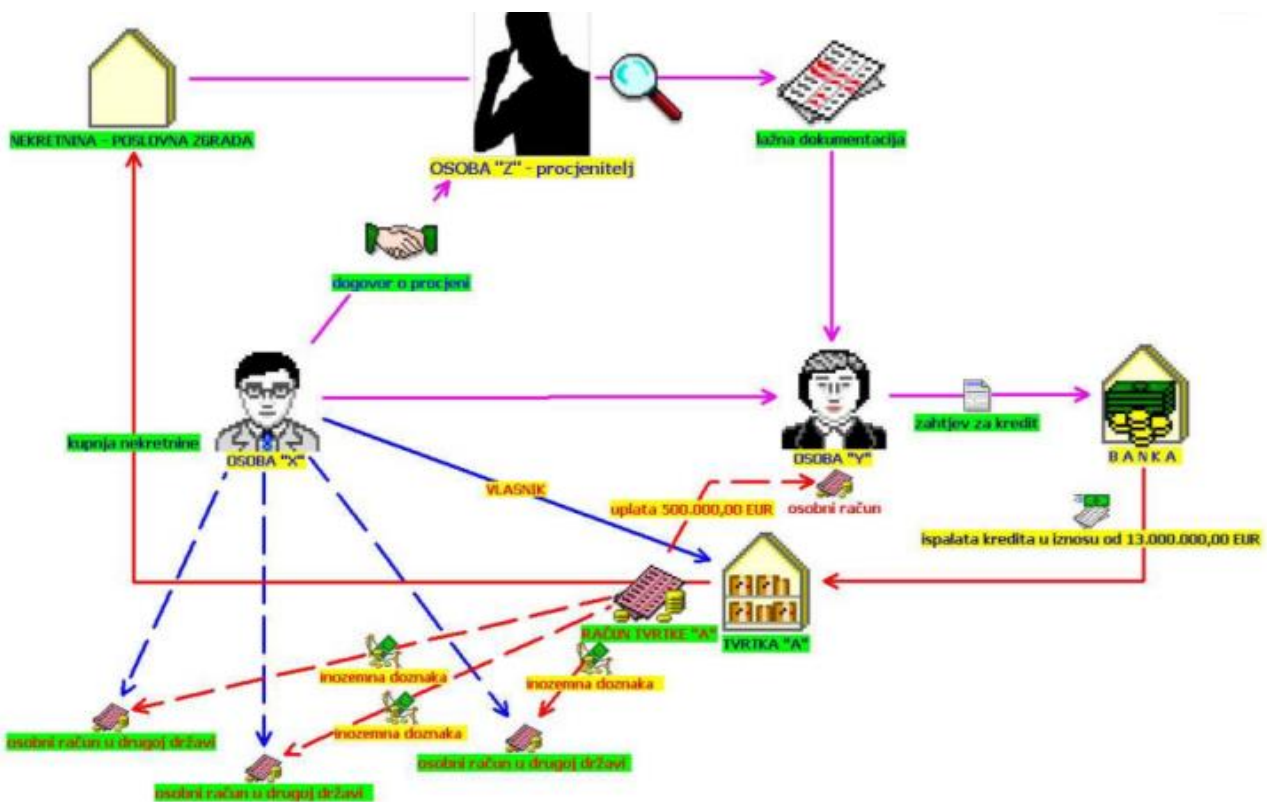 NEKRETNINA - POSLOVNA ZGRADA
OSOBA "Z" - procjenitelj
lažna dokumentacija
dogovor o procjeni
kupnja nekretnine
OSOBA "X"
OSOBA "Y"
zahtjev za kredit
B A N K A
VLASNIK
uplata 500.000,00 EUR
osobni račun
ispalata kredita u iznosu od 13.000.000,00 EUR
RAČUN TVRTKE "A"
TVRTKA "A"
inozemna doznaka
inozemna doznaka
inozemna doznaka
osobni račun u drugoj državi
osobni račun u drugoj državi
osobni račun u drugoj državi